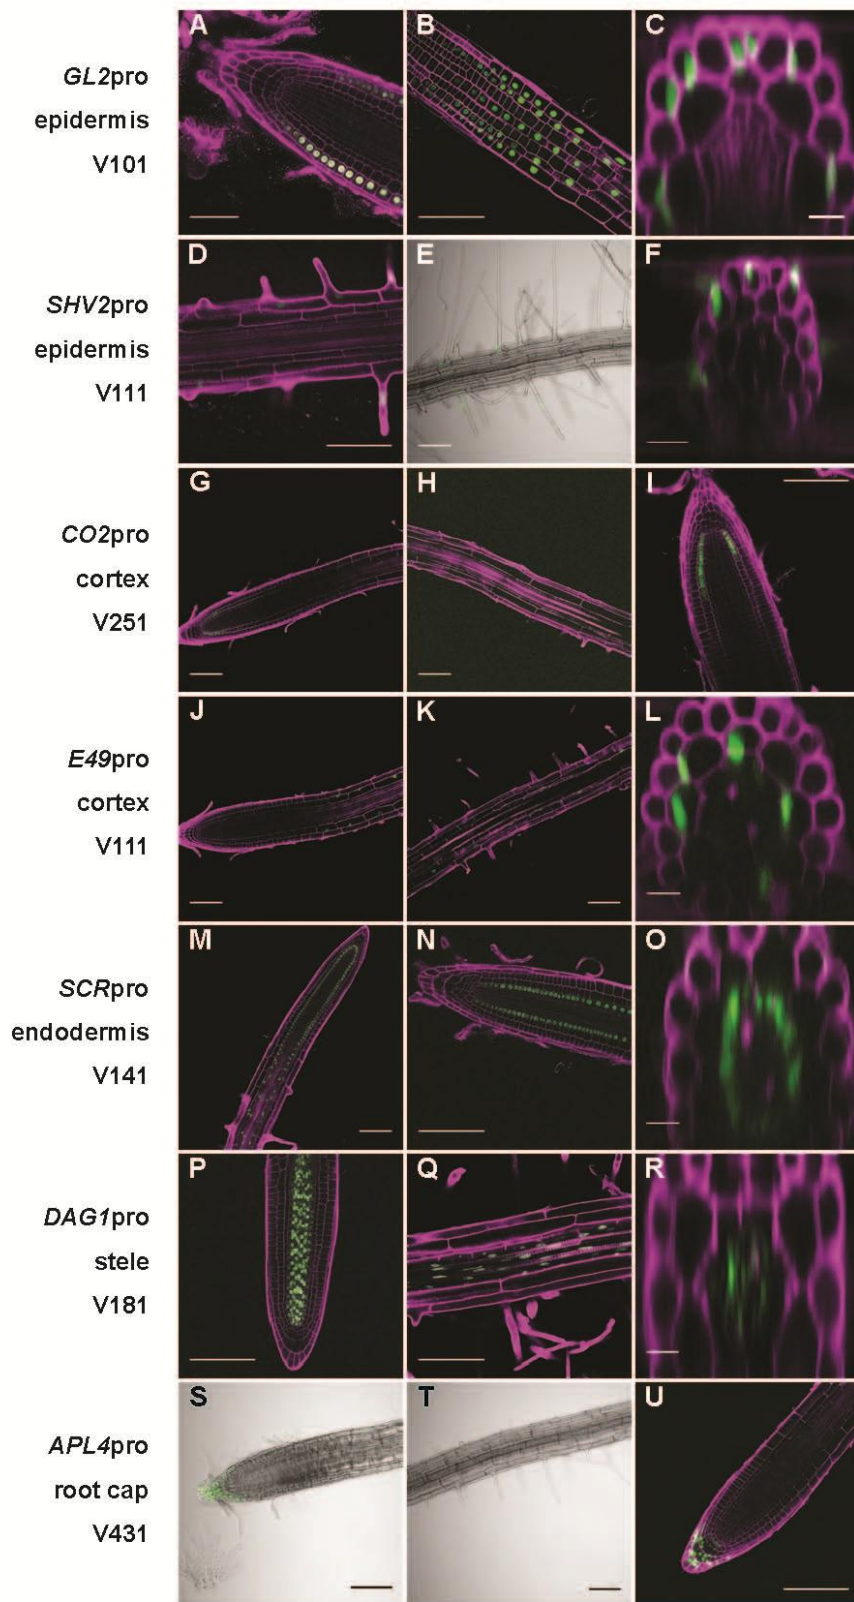 GL2pro
epidermis
V101
A
B
C
SHV2pro
epidermis
V111
D
E
F
CO2pro
cortex
V251
G
H
I
E49pro
cortex
V111
J
K
L
SCRpro
endodermis
V141
M
N
O
DAG1pro
stele
V181
P
Q
R
APL4pro
root cap
V431
S
T
U